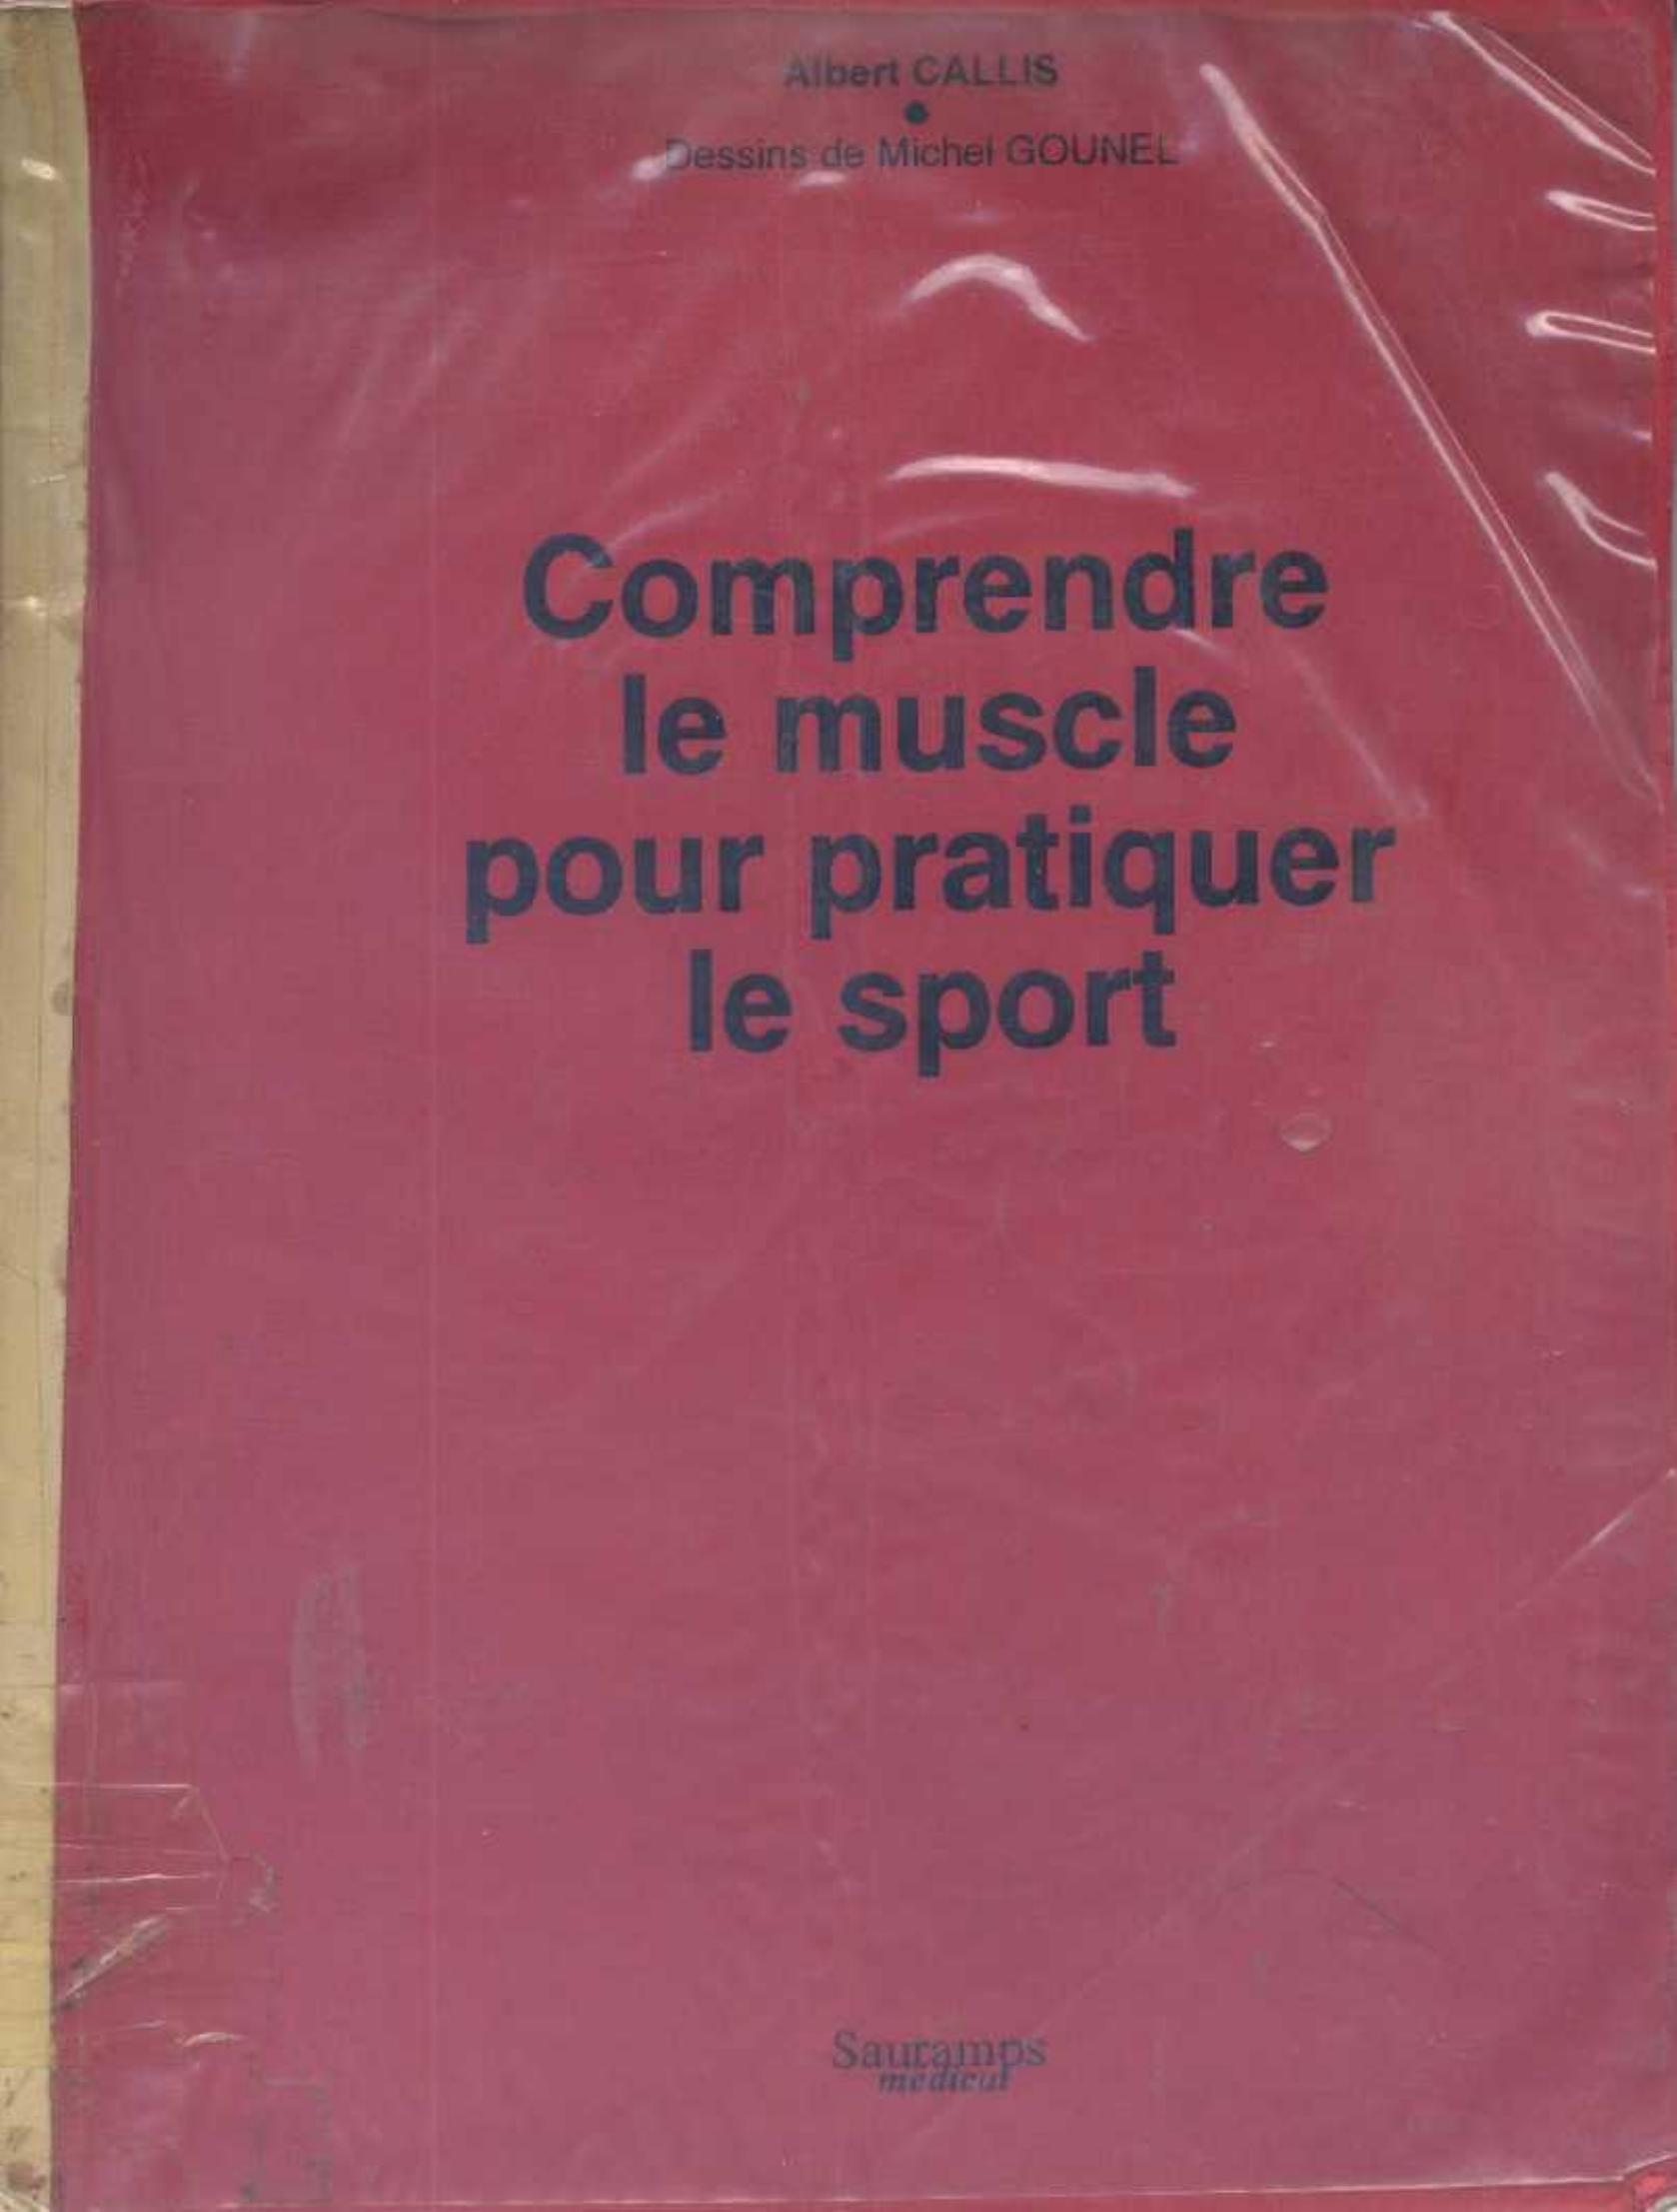 Albert CALLIS
•
Dessins de Michel GOUNEL
Comprendre
le muscle
pour pratiquer
le sport
Sauramps
medical